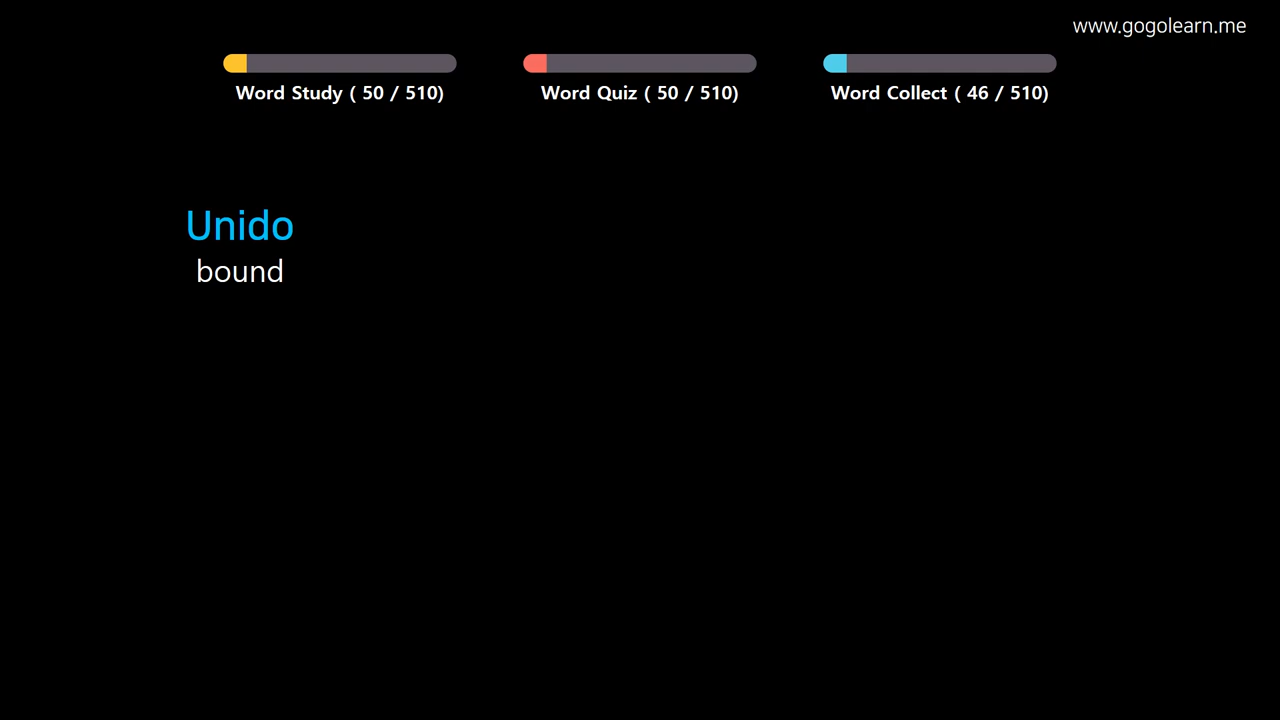 www.gogolearn.me
Word Study ( 50 / 510)
Word Quiz ( 50 / 510)
Word Collect ( 46 / 510)
Unido
bound